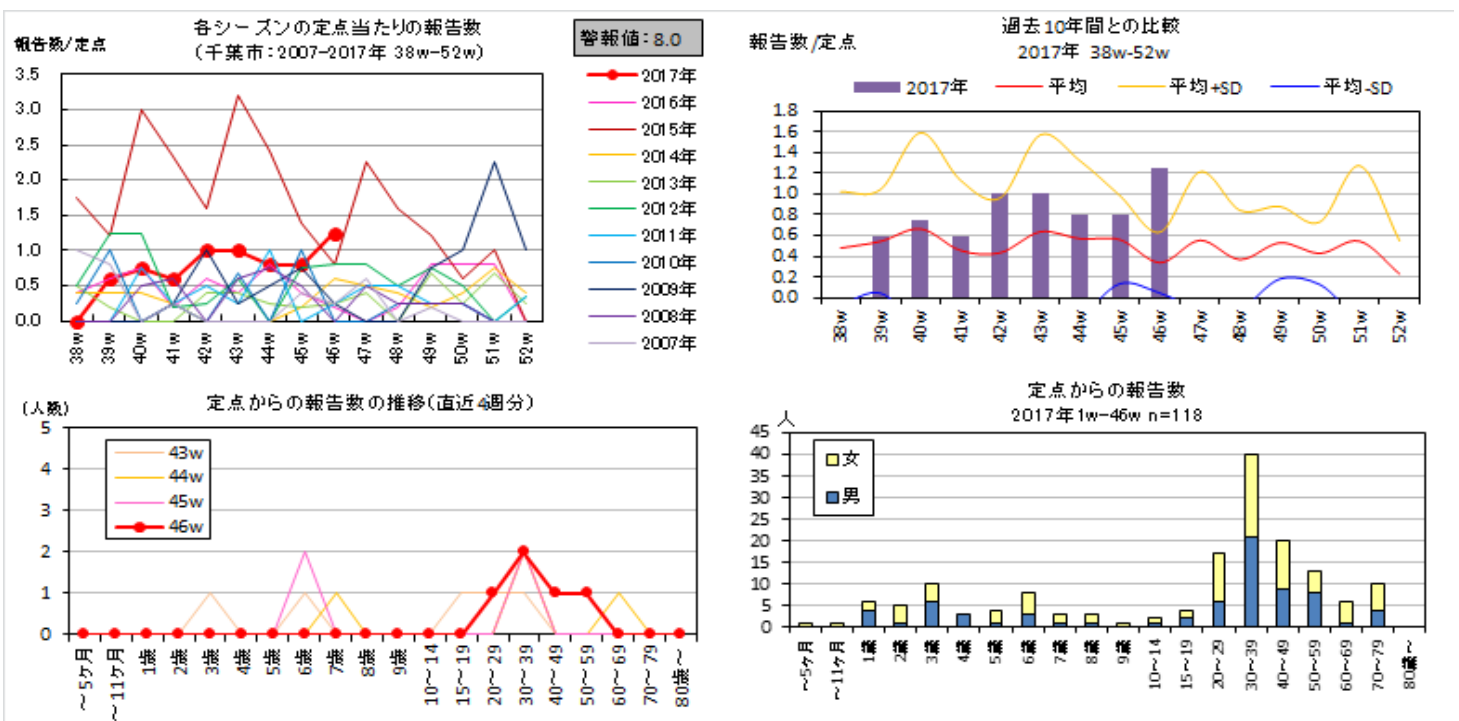 各シーズンの定点当たりの報告数
(千葉市:2007-2017年 38w-52w)
報告数/定点
警報値:8.0
3.5
3.0
2.5
2.0
1.5
1.0
0.5
0.0
38w 39w 40w 41w 42w 43w 44w 45w 46w 47w 48w 49w 50w 51w 52w
2017年
2016年
2015年
2014年
2013年
2012年
2011年
2010年
2009年
2008年
2007年
過去10年間との比較
2017年 38w-52w
報告数/定点
2017年 平均 平均+SD 平均-SD
1.8
1.6
1.4
1.2
1.0
0.8
0.6
0.4
0.2
0.0
38w 39w 40w 41w 42w 43w 44w 45w 46w 47w 48w 49w 50w 51w 52w
定点からの報告数の推移(直近4週分)
(人数)
5
4
3
2
1
0
43w
44w
45w
46w
~5ヶ月 ~11ヶ月 1歳 2歳 3歳 4歳 5歳 6歳 7歳 8歳 9歳 10~14 15~19 20~29 30~39 40~49 50~59 60~69 70~79 80歳~
定点からの報告数
2017年1w-46w n=118
人
45
40
35
30
25
20
15
10
5
0
女
男
~5ヶ月 ~11ヶ月 1歳 2歳 3歳 4歳 5歳 6歳 7歳 8歳 9歳 10~14 15~19 20~29 30~39 40~49 50~59 60~69 70~79 80歳~